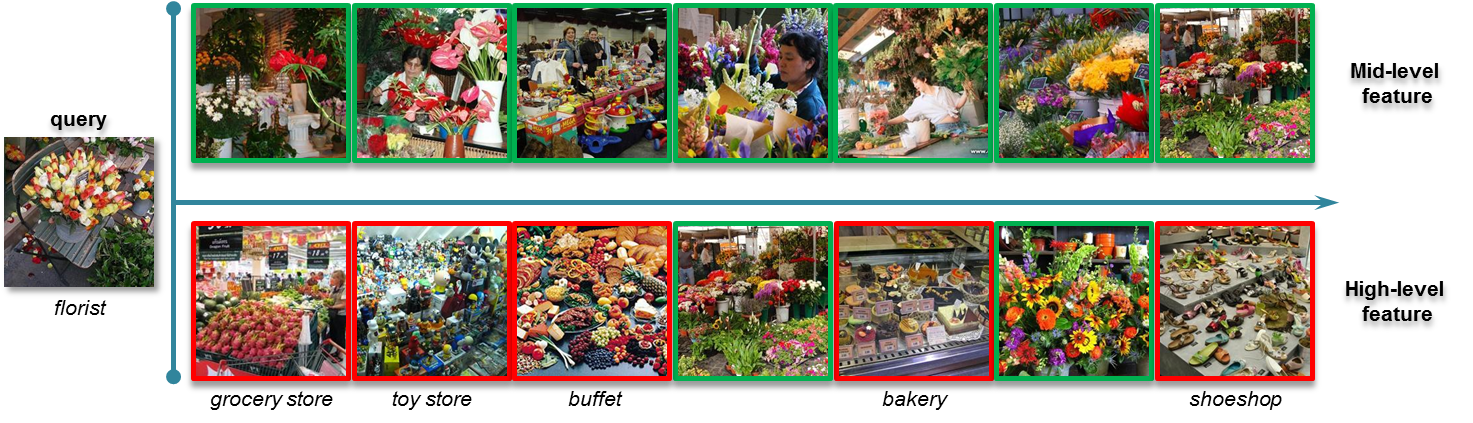 query
florist
Mid-level
feature
High-level
feature
grocery store
toy store
buffet
bakery
shoeshop